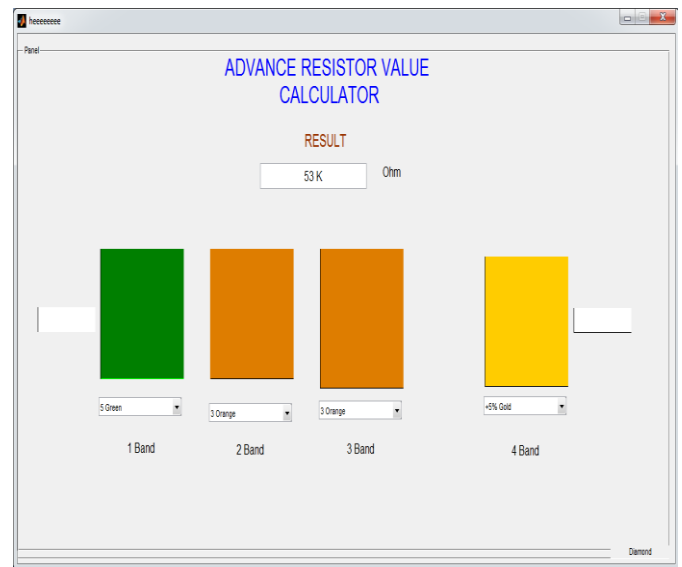 heeeeeeee
Panel
ADVANCE RESISTOR VALUE
CALCULATOR
RESULT
53 K Ohm
5 Green
3 Orange
3 Orange
+5% Gold
1 Band
2 Band
3 Band
4 Band
Diamond